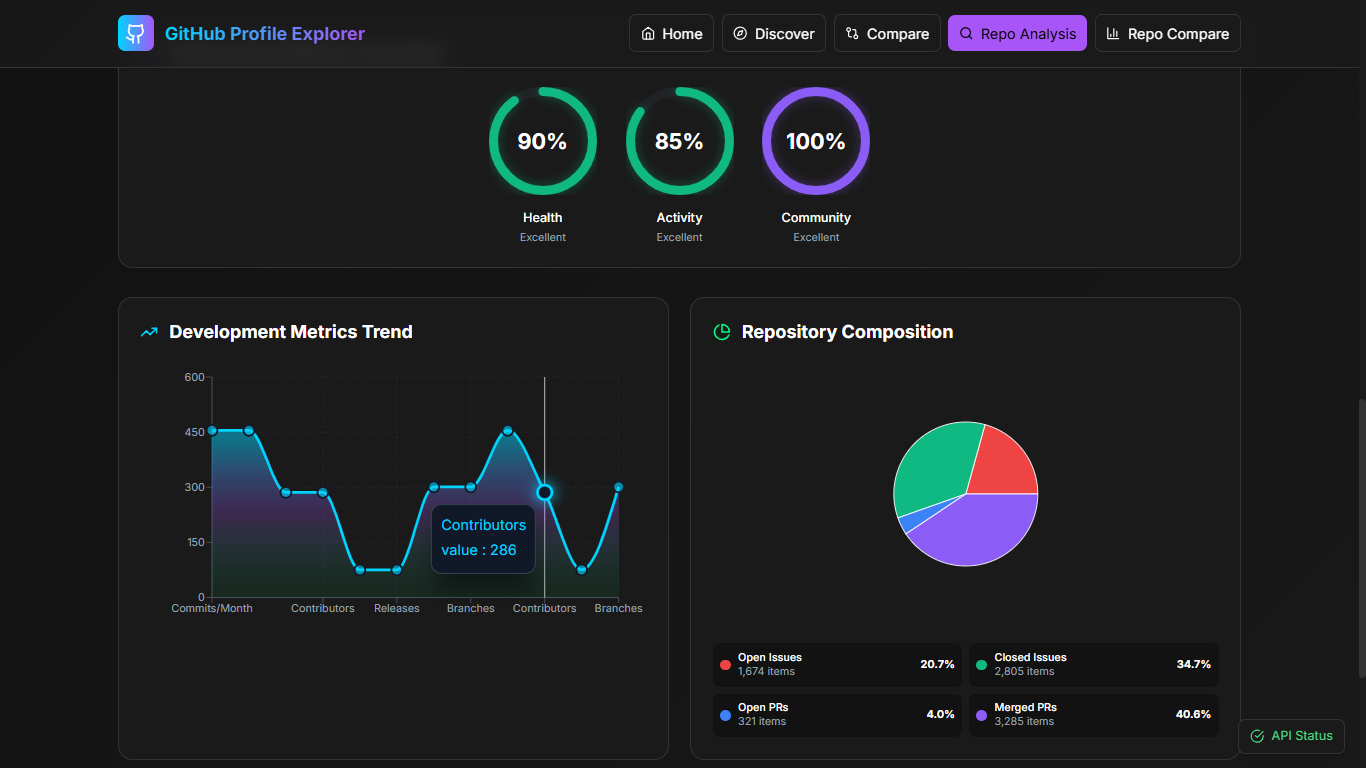 GitHub Profile Explorer
Home
Discover
Compare
Repo Analysis
Repo Compare
90%
85%
100%
Health
Activity
Community
Excellent
Excellent
Excellent
Development Metrics Trend
600
450
300
150
0
Contributors
value : 286
Commits/Month
Contributors
Releases
Branches
Contributors
Branches
Repository Composition
Open Issues
1,674 items
20.7%
Closed Issues
2,805 items
34.7%
Open PRs
321 items
4.0%
Merged PRs
3,285 items
40.6%
API Status